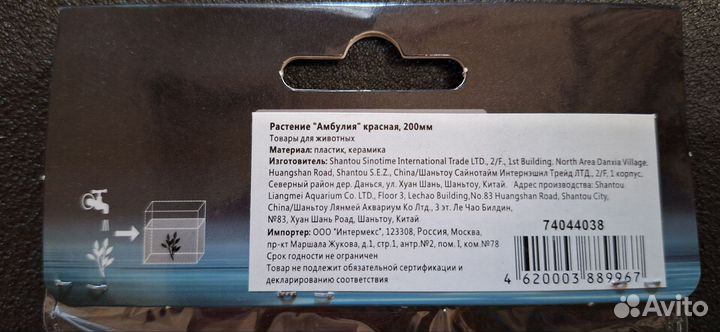 Растение "Амбулия" красная, 200мм
Товары для животных
Материал: пластик, керамика
Изготовитель: Shantou Sinotime International Trade LTD., 2/F., 1st Building, North Area Danxia Village,
Huangshan Road, Shantou S.E.Z., China/Шаньтоу Сайнотайм Интернэшнл Трейд ЛТД., 2/F, 1 корпус,
Северный район дер. Данься, ул. Хуан Шань, Шаньтоу, Китай. Адрес производства: Shantou
Liangmei Aquarium Co. LTD., Floor 3, Lechao Building, No.83 Huangshan Road, Shantou City,
China/Шаньтоу Лянмей Аквариум Ко Лтд., 3 эт. Ле Чао Билдин,
№83, Хуан Шань Роад, Шаньтоу, Китай
Импортер: ООО "Интермекс", 123308, Россия, Москва,
пр-кт Маршала Жукова, д.1, стр.1, антр.№2, пом. I, ком.№78
Срок годности не ограничен
Товар не подлежит обязательной сертификации и
декларированию соответствия
74044038
4 620003 889967
Avito